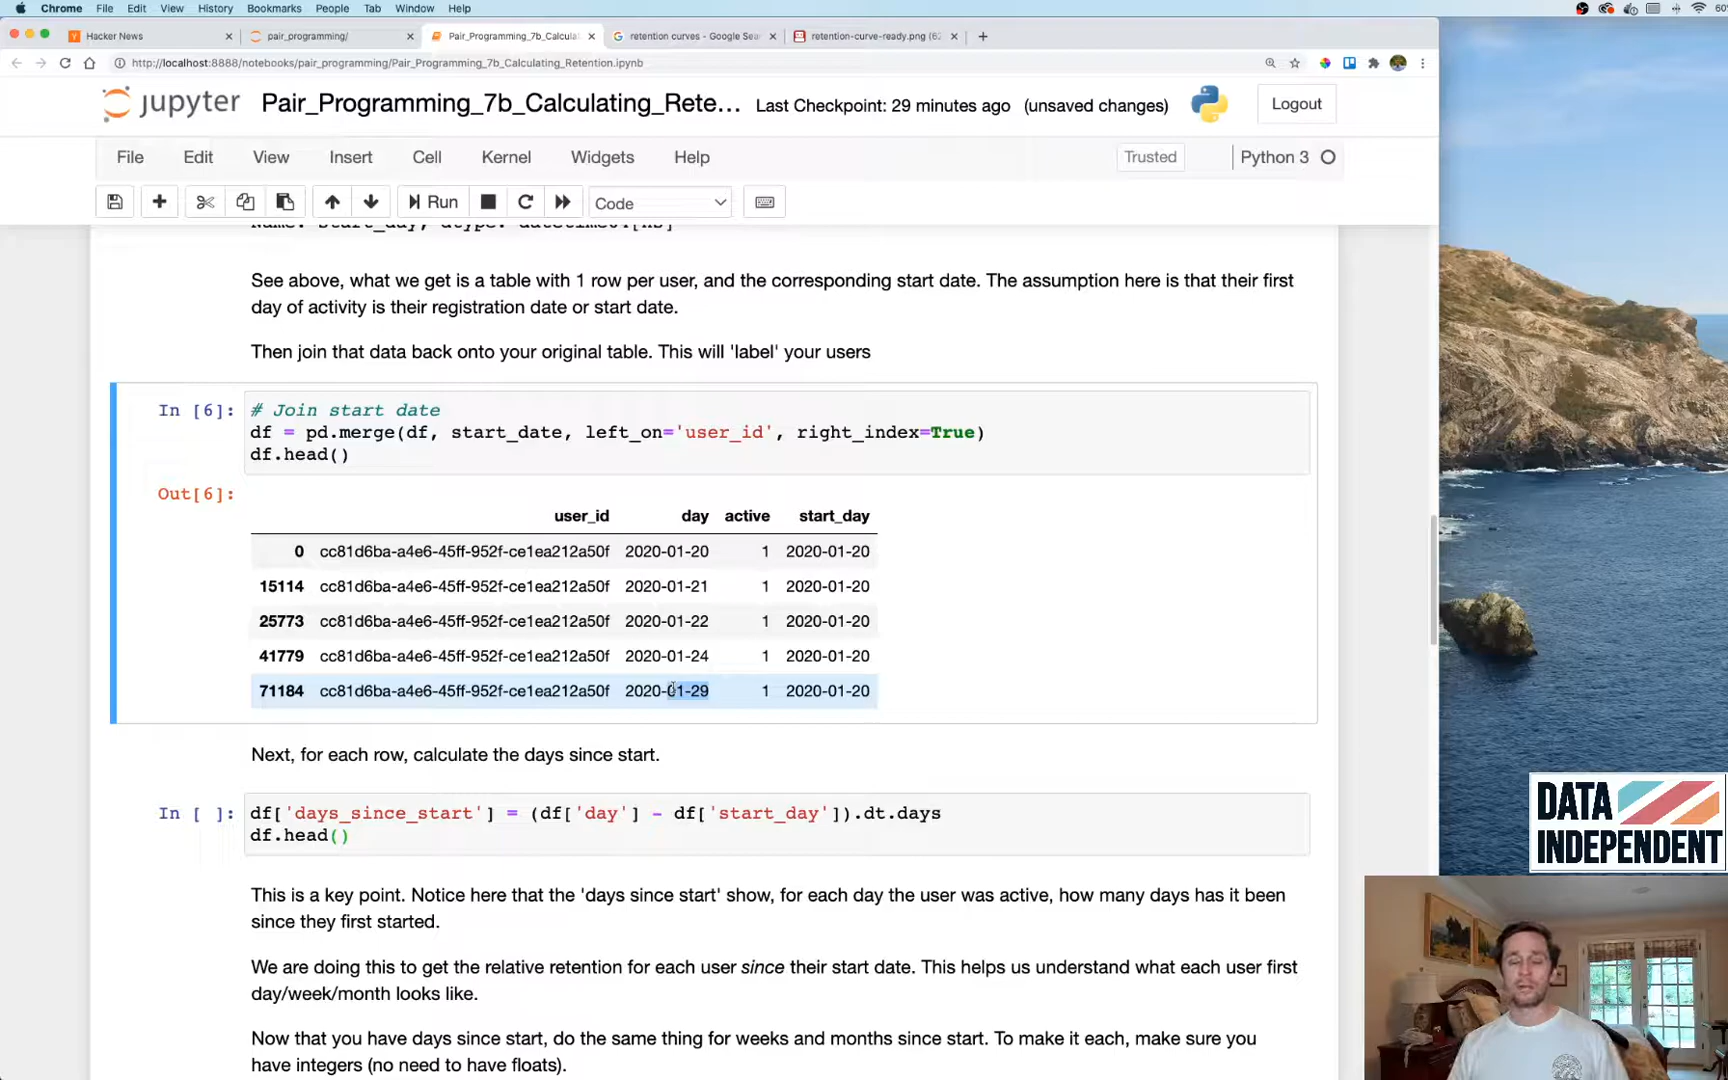 Chrome File Edit View History Bookmarks People Tab Window Help
Hacker News
pair_programming/
Pair_Programming_7b_Calcula
retention curves - Google Sea
retention-curve-ready.png (62
http://localhost:8888/notebooks/pair_programming/Pair_Programming_7b_Calculating_Retention.ipynb
jupyter Pair_Programming_7b_Calculating_Rete... Last Checkpoint: 29 minutes ago (unsaved changes) Logout
File Edit View Insert Cell Kernel Widgets Help Trusted Python 3
Run Code
Name: start_day, dtype: datetime64[ns]
See above, what we get is a table with 1 row per user, and the corresponding start date. The assumption here is that their first
day of activity is their registration date or start date.
Then join that data back onto your original table. This will 'label' your users
In [6]: # Join start date
df = pd.merge(df, start_date, left_on='user_id', right_index=True)
df.head()
Out[6]:
user_id day active start_day
0 cc81d6ba-a4e6-45ff-952f-ce1ea212a50f 2020-01-20 1 2020-01-20
15114 cc81d6ba-a4e6-45ff-952f-ce1ea212a50f 2020-01-21 1 2020-01-20
25773 cc81d6ba-a4e6-45ff-952f-ce1ea212a50f 2020-01-22 1 2020-01-20
41779 cc81d6ba-a4e6-45ff-952f-ce1ea212a50f 2020-01-24 1 2020-01-20
71184 cc81d6ba-a4e6-45ff-952f-ce1ea212a50f 2020-01-29 1 2020-01-20
Next, for each row, calculate the days since start.
In [ ]: df['days_since_start'] = (df['day'] - df['start_day']).dt.days
df.head()
This is a key point. Notice here that the 'days since start' show, for each day the user was active, how many days has it been
since they first started.
We are doing this to get the relative retention for each user since their start date. This helps us understand what each user first
day/week/month looks like.
Now that you have days since start, do the same thing for weeks and months since start. To make it each, make sure you
have integers (no need to have floats).
DATA
INDEPENDENT